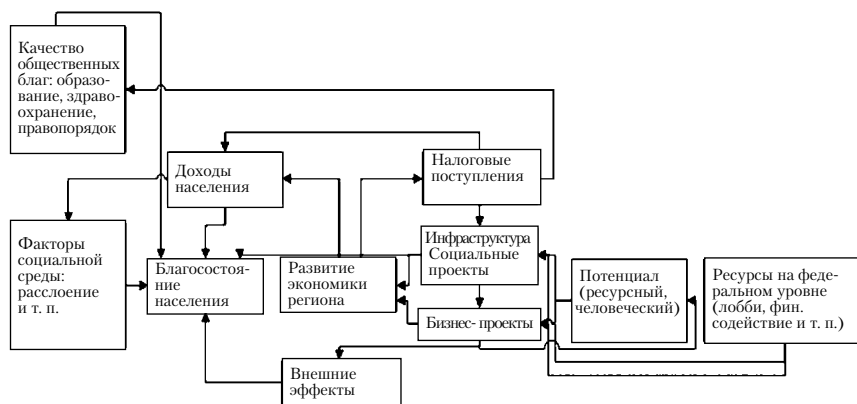 Качество
общественных
благ: образо-
вание, здраво-
охранение,
правопорядок
Доходы
населения
Налоговые
поступления
Факторы
социальной
среды:
расслоение
и т. п.
Благосостоя-
ние
населения
Развитие
экономики
региона
Инфраструктура
Социальные
проекты
Бизнес- проекты
Потенциал
(ресурсный,
человеческий)
Ресурсы на феде-
ральном уровне
(лобби, фин.
содействие и т. п.)
Внешние
эффекты